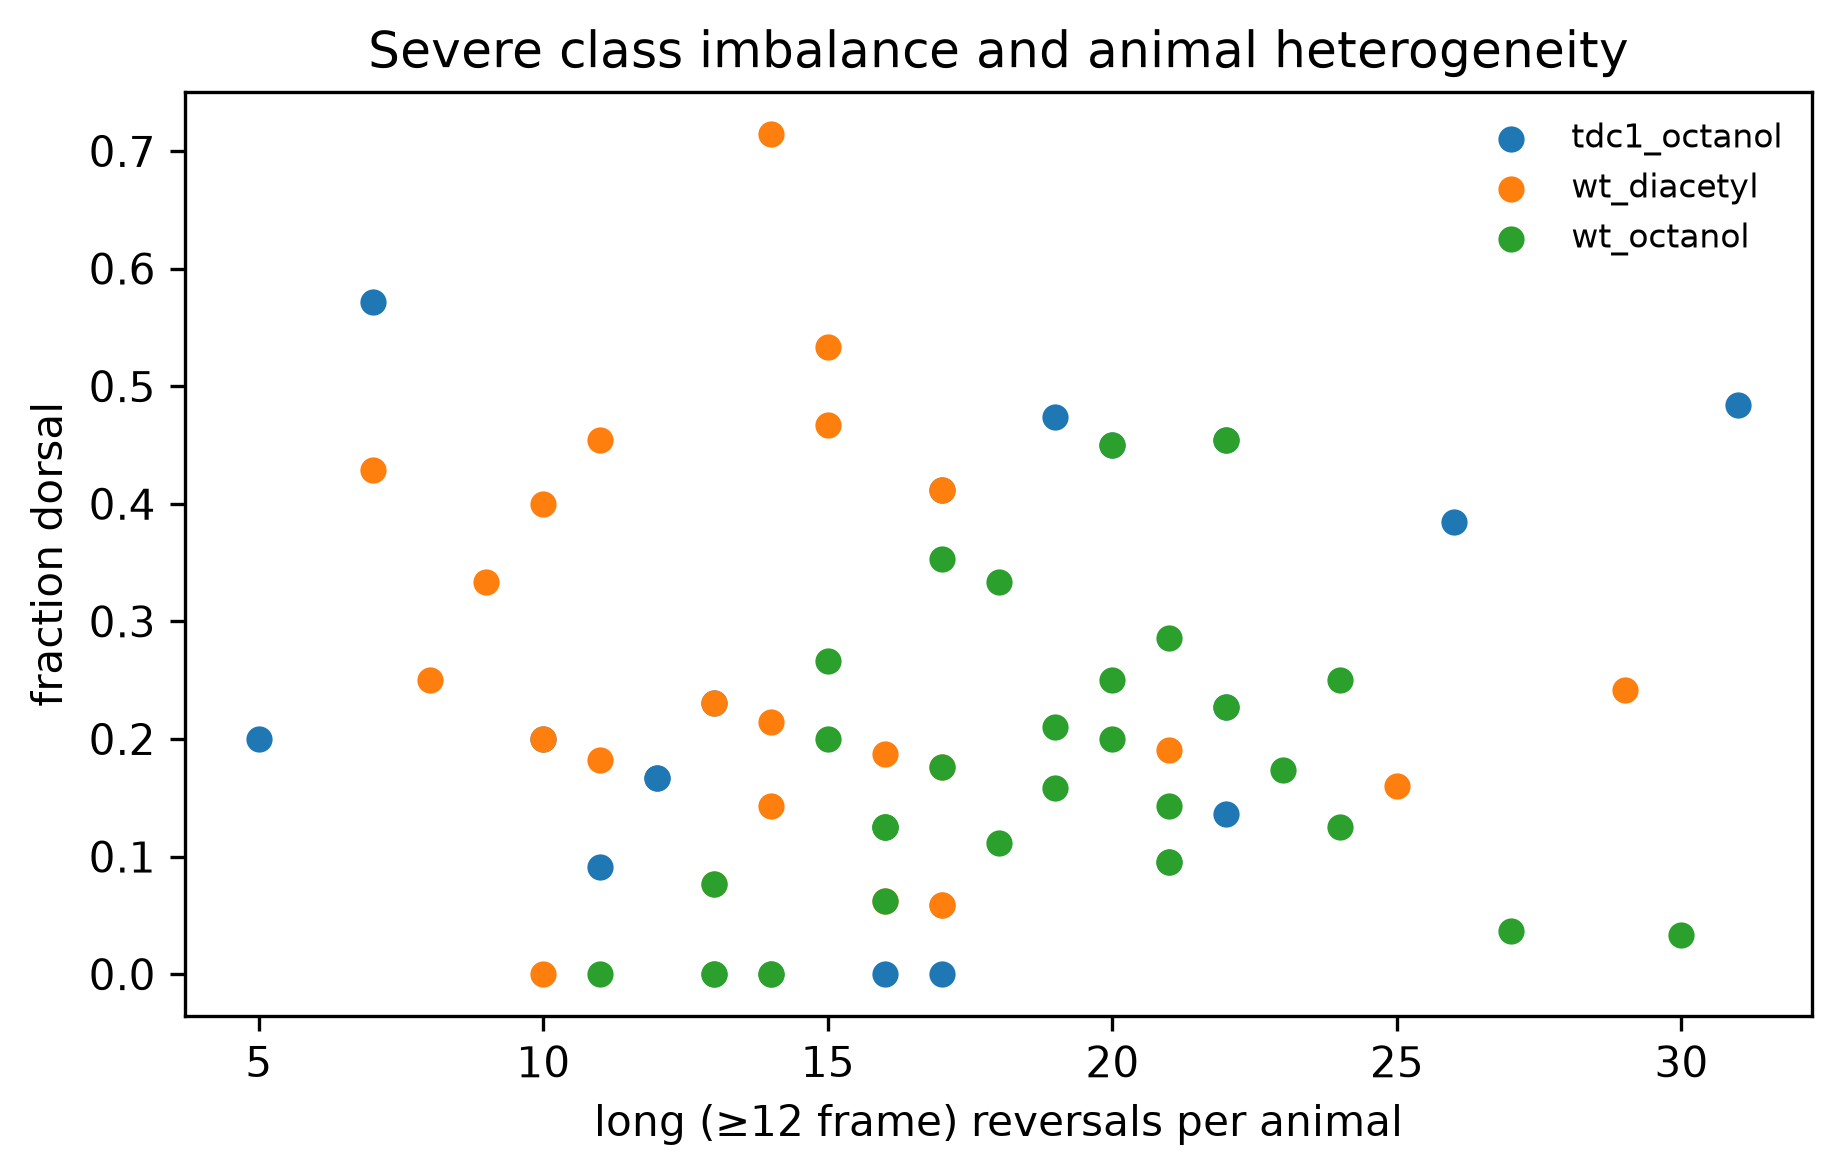 Severe class imbalance and animal heterogeneity
tdc1_octanol
wt_diacetyl
wt_octanol
0.7
0.6
0.5
0.4
0.3
0.2
0.1
0.0
fraction dorsal
5 10 15 20 25 30
long (≥12 frame) reversals per animal